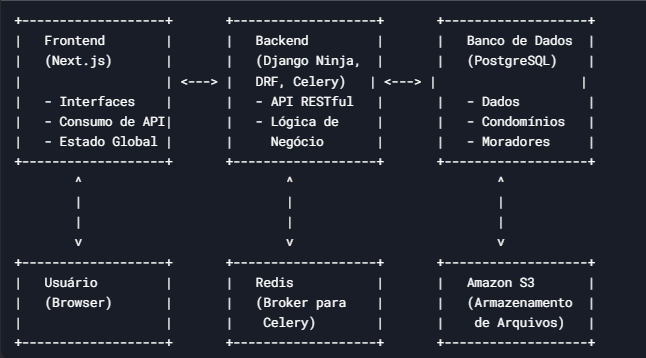 +-------------------+       +-------------------+       +-------------------+
|   Frontend        |       |   Backend         |       |   Banco de Dados  |
|   (Next.js)       |       |   (Django Ninja,  |       |   (PostgreSQL)    |
|                   | <---> |   DRF, Celery)   | <---> |                   |
|   - Interfaces    |       |   - API RESTful   |       |   - Dados         |
|   - Consumo de API|       |   - Lógica de     |       |   - Condomínios   |
|   - Estado Global |       |     Negócio       |       |   - Moradores     |
+-------------------+       +-------------------+       +-------------------+
        ^                           ^                           ^
        |                           |                           |
        |                           |                           |
        v                           v                           v
+-------------------+       +-------------------+       +-------------------+
|   Usuário         |       |   Redis           |       |   Amazon S3       |
|   (Browser)       |       |   (Broker para    |       |   (Armazenamento  |
|                   |       |    Celery)        |       |    de Arquivos)   |
+-------------------+       +-------------------+       +-------------------+